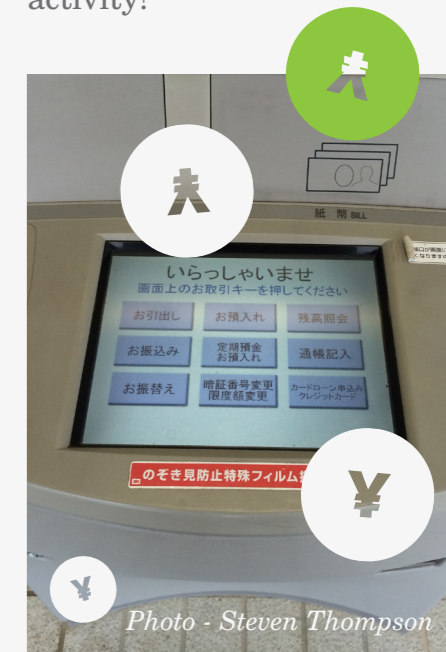 activity!
紙幣 BILL
いらっしゃいませ
画面上のお取引キーを押してください
お引出し
お預入れ
残高照会
お振込み
定期預金
お預入れ
通帳記入
お振替え
暗証番号変更
限度額変更
カードローン申込み
クレジットカード
のぞき見防止特殊フィルム
¥
¥
Photo - Steven Thompson